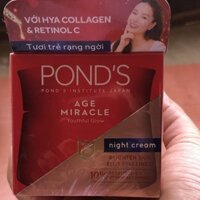 VỚI HYA COLLAGEN
& RETINOL C
Tươi trẻ rạng ngời
POND'S
POND'S INSTITUTE JAPAN
AGE
MIRACLE
Youthful Glow
night cream